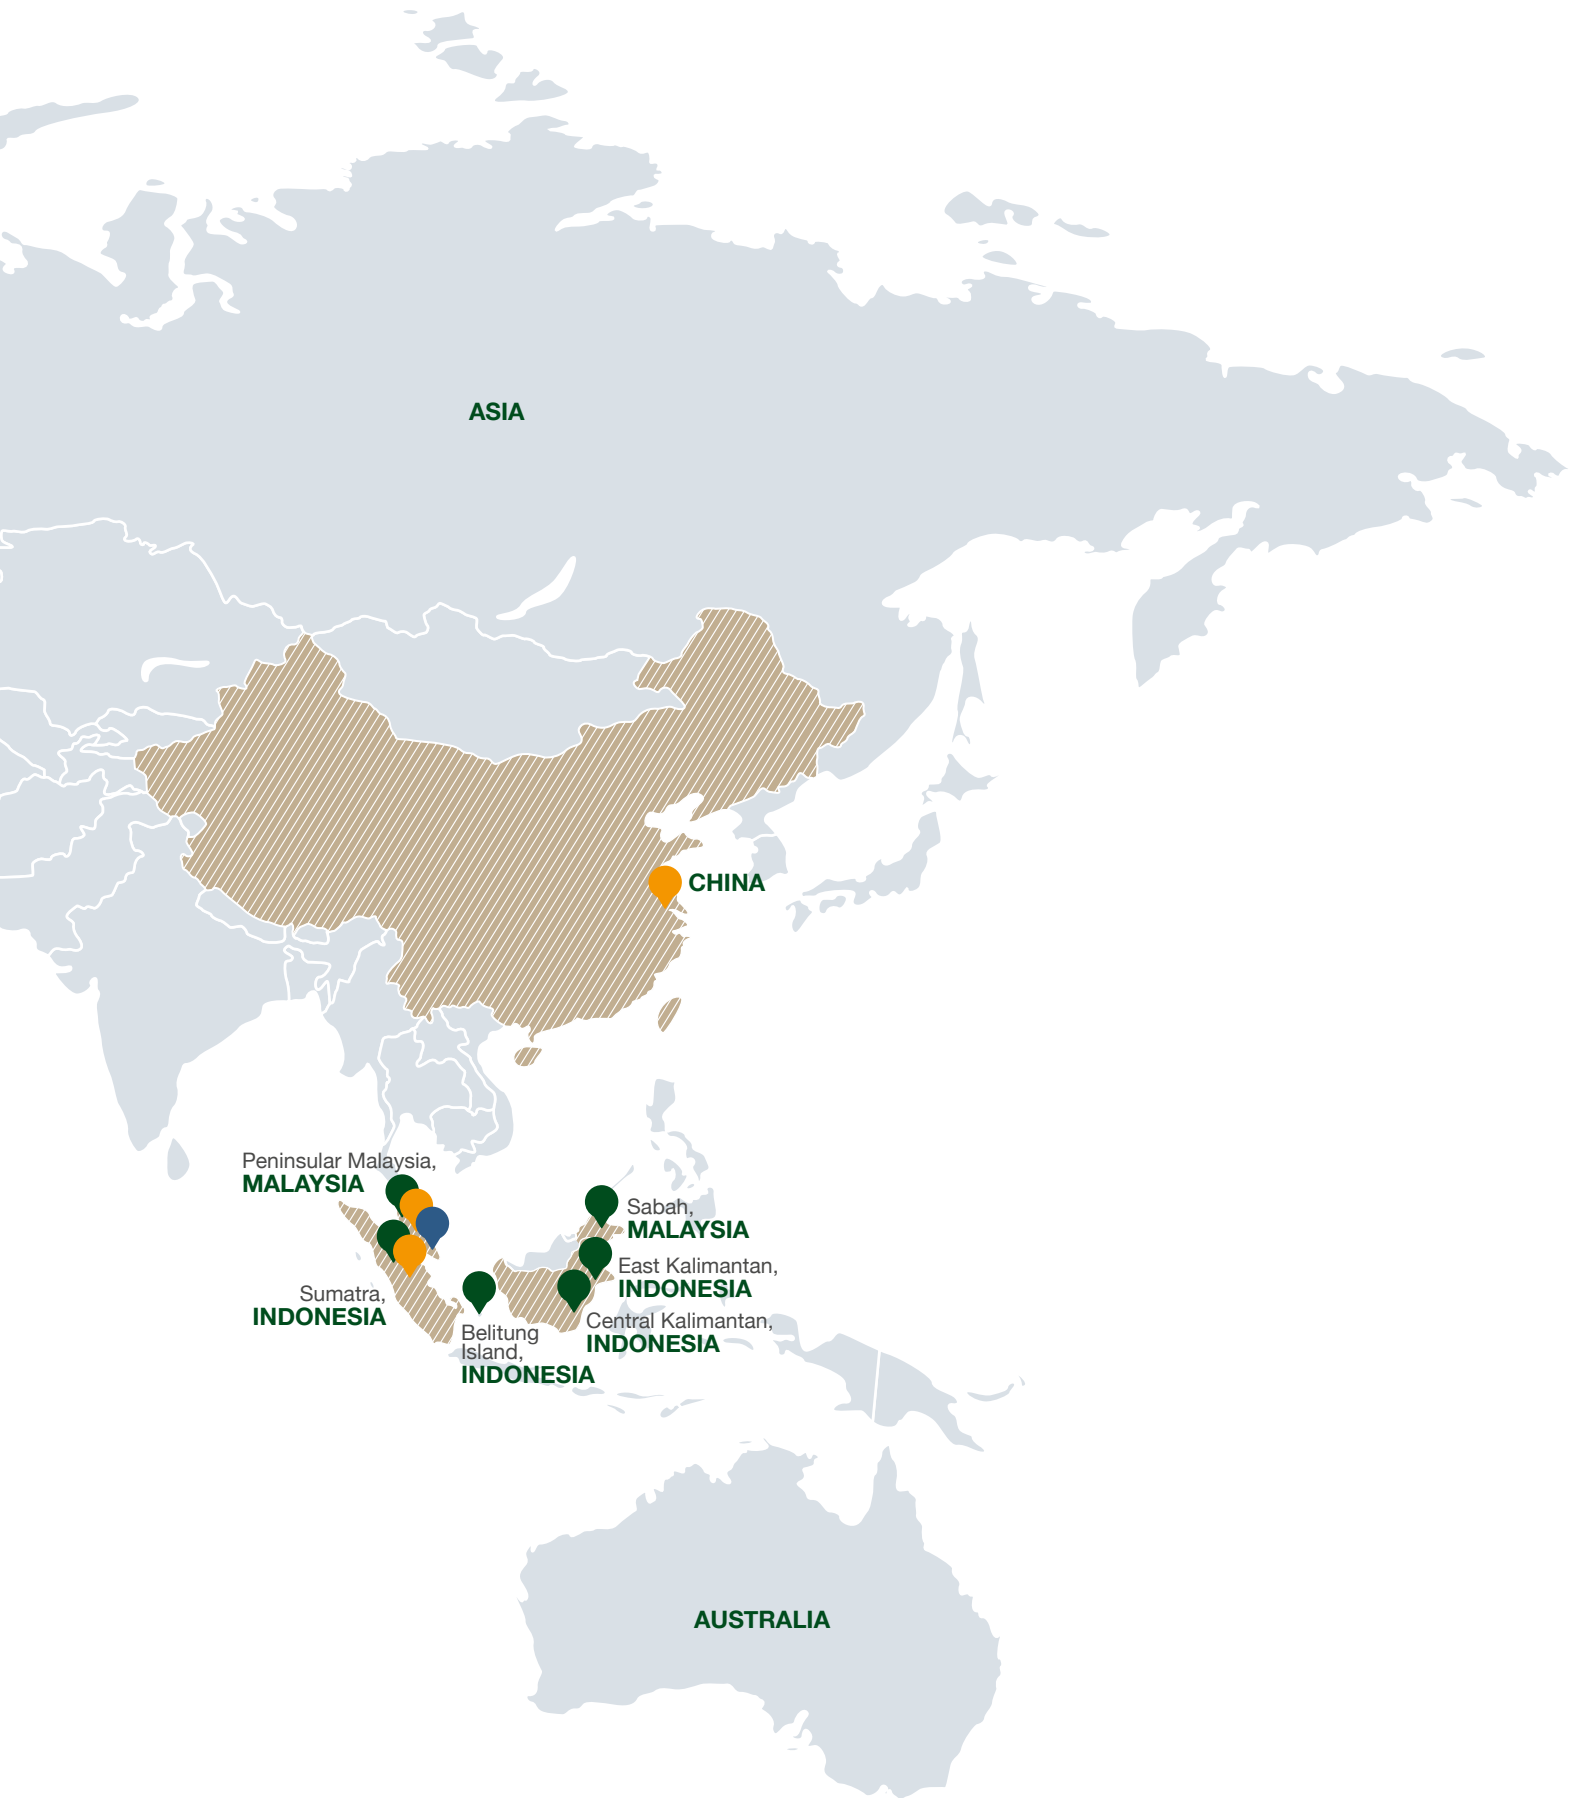 ASIA
CHINA
Peninsular Malaysia,
MALAYSIA
Sabah,
MALAYSIA
East Kalimantan,
INDONESIA
Sumatra,
INDONESIA
Central Kalimantan,
INDONESIA
Belitung
Island,
INDONESIA
AUSTRALIA